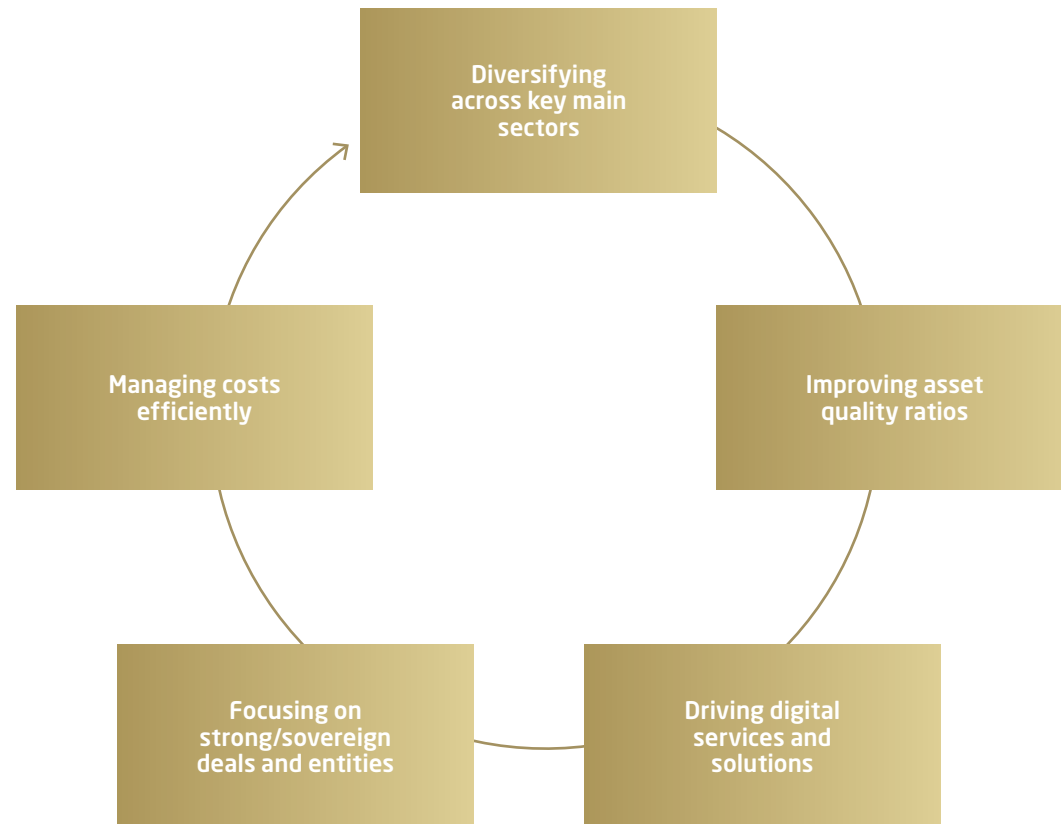 Diversifying
across key main
sectors
Improving asset
quality ratios
Driving digital
services and
solutions
Focusing on
strong/sovereign
deals and entities
Managing costs
efficiently